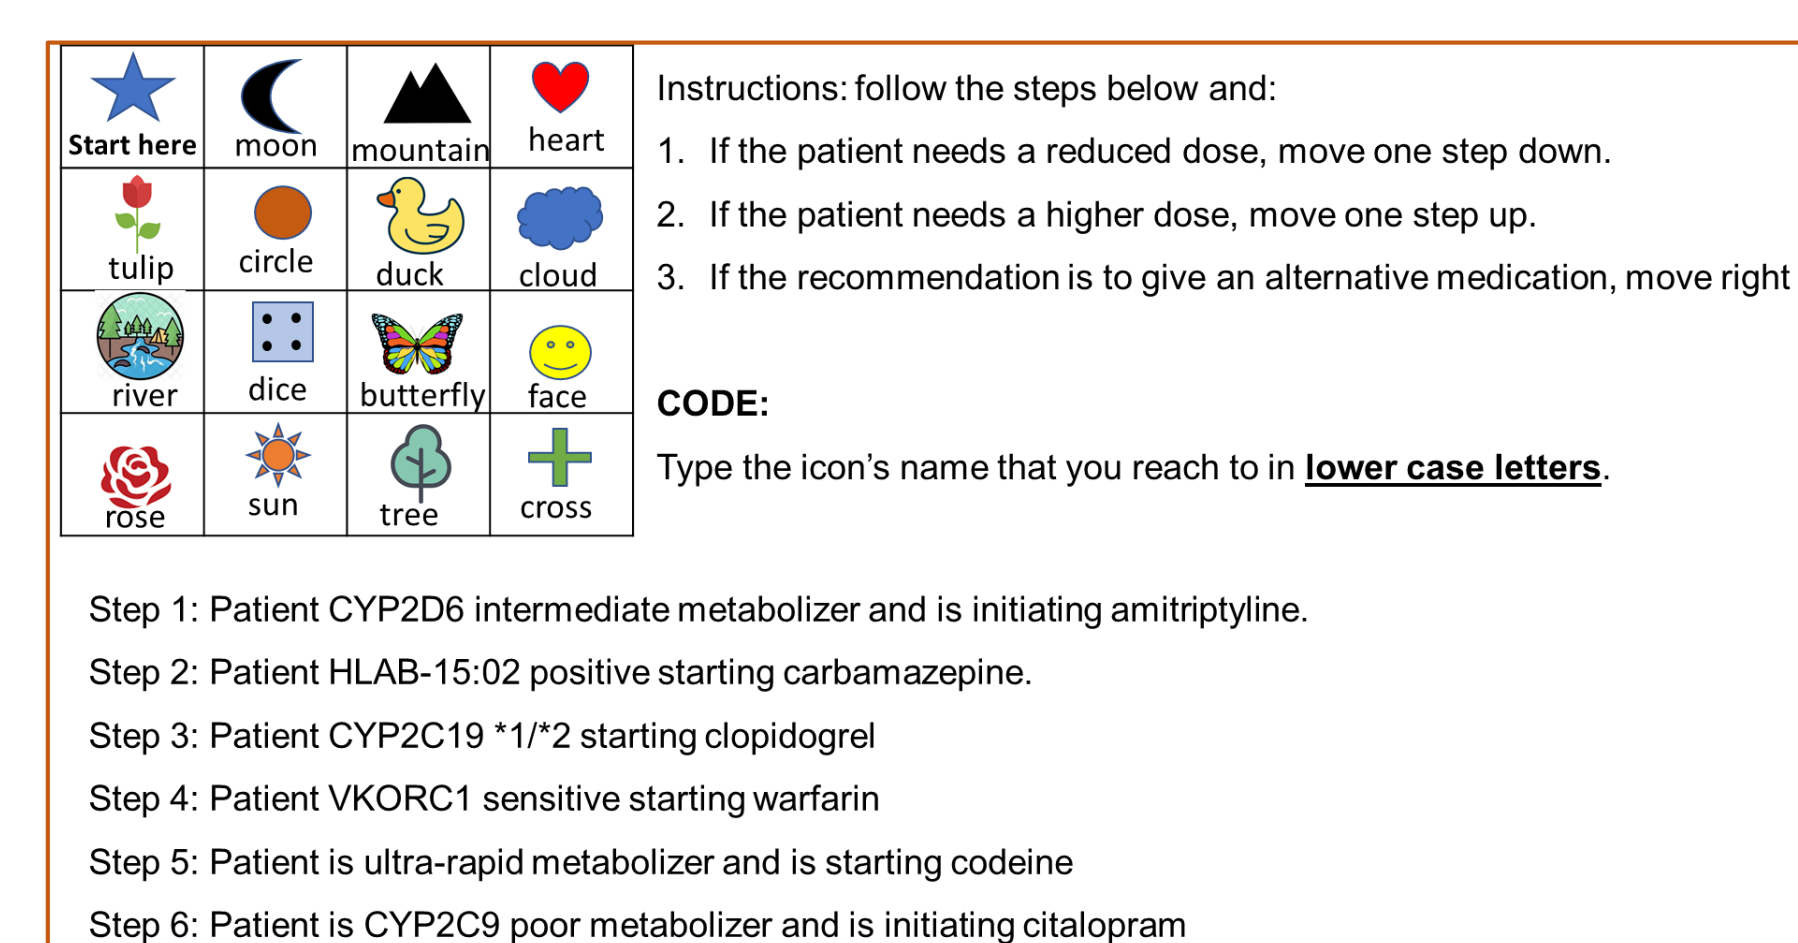 Start here
moon
mountain
heart
tulip
circle
duck
cloud
river
dice
butterfly
face
rose
sun
tree
cross
Instructions: follow the steps below and:
1. If the patient needs a reduced dose, move one step down.
2. If the patient needs a higher dose, move one step up.
3. If the recommendation is to give an alternative medication, move right
CODE:
Type the icon’s name that you reach to in lower case letters.
Step 1: Patient CYP2D6 intermediate metabolizer and is initiating amitriptyline.
Step 2: Patient HLAB-15:02 positive starting carbamazepine.
Step 3: Patient CYP2C19 *1/*2 starting clopidogrel
Step 4: Patient VKORC1 sensitive starting warfarin
Step 5: Patient is ultra-rapid metabolizer and is starting codeine
Step 6: Patient is CYP2C9 poor metabolizer and is initiating citalopram